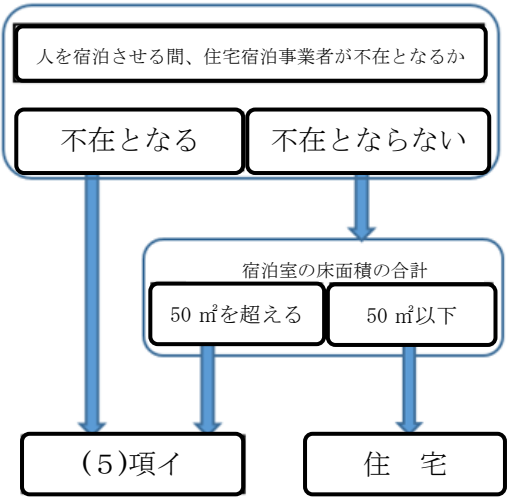 人を宿泊させる間、住宅宿泊事業者が不在となるか
不在となる
不在とならない
宿泊室の床面積の合計
50 ㎡を超える
50 ㎡以下
(5)項イ
住　宅